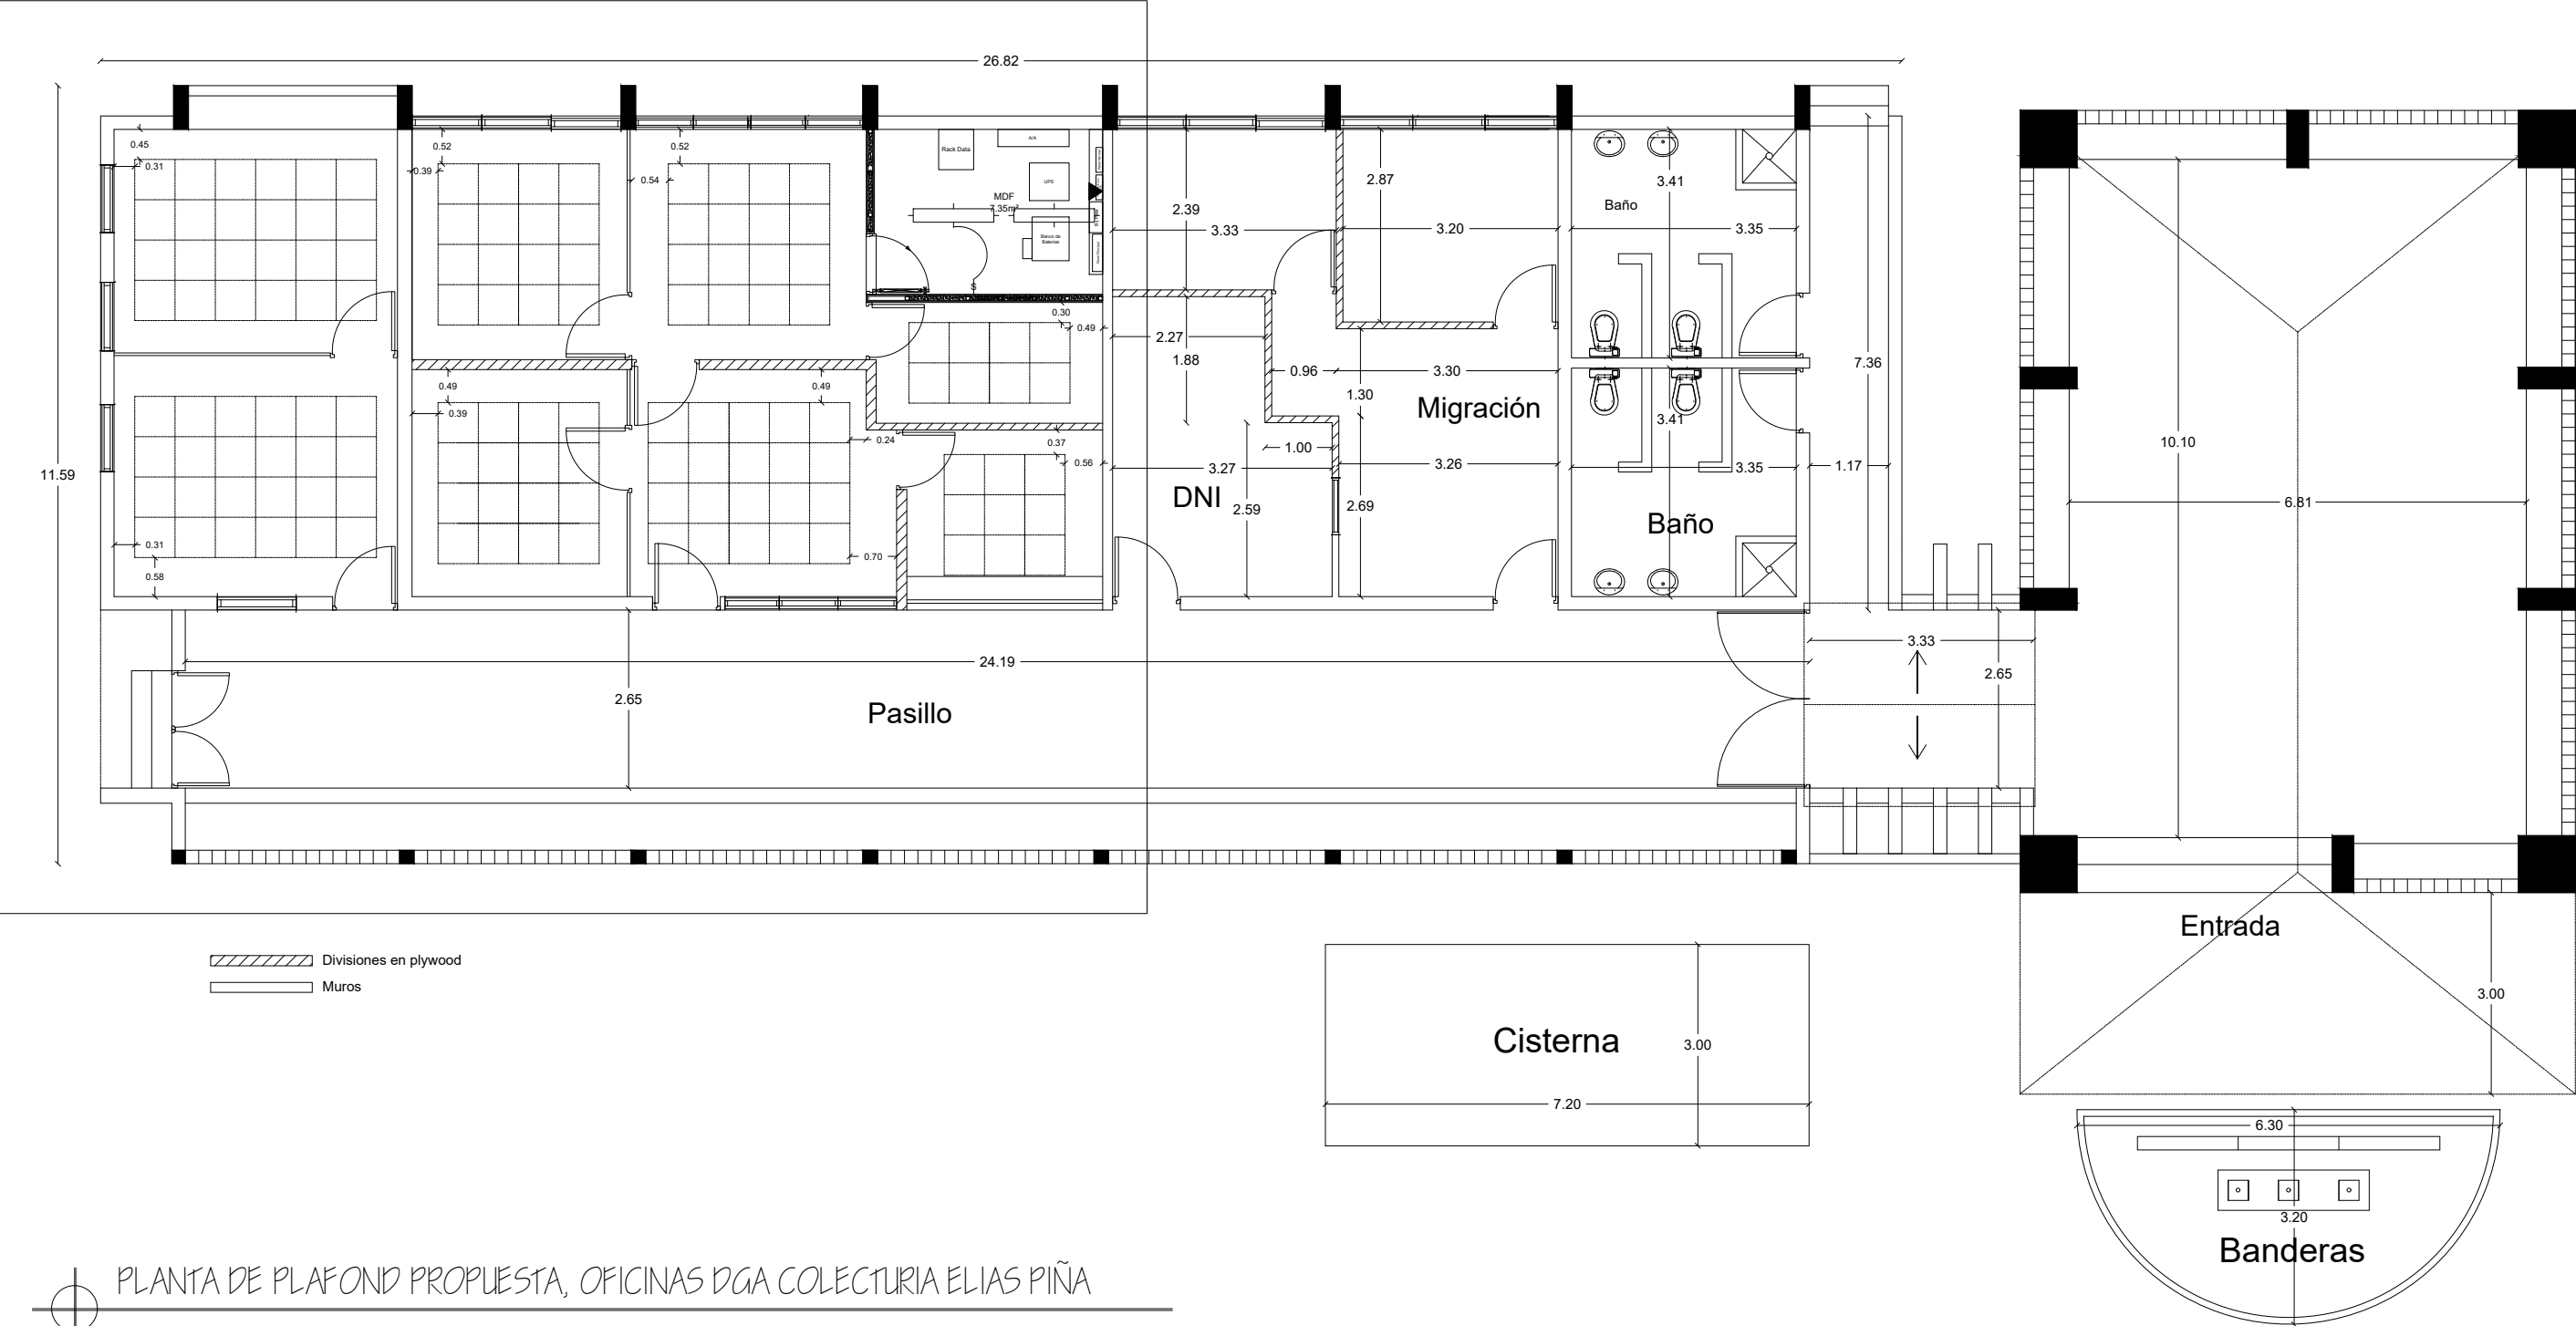 26.82
0.45
0.31
0.52
0.39
0.52
0.54
Rack Data
A/A
UPS
MDF
7.35m²
Banco de
Baterias
S
0.30
0.49
2.39
3.33
2.87
3.20
3.41
Baño
3.35
2.27
1.88
0.96
3.30
1.30
Migración
7.36
0.49
0.39
0.49
0.24
0.37
0.56
1.00
3.27
DNI
2.59
3.26
2.69
3.41
3.35
Baño
1.17
11.59
0.31
0.58
0.70
10.10
6.81
24.19
2.65
Pasillo
3.33
2.65
Entrada
3.00
Divisiones en plywood
Muros
Cisterna
3.00
7.20
6.30
3.20
Banderas
PLANTA DE PLAFOND PROPUESTA, OFICINAS DGA COLECTURIA ELIAS PIÑA